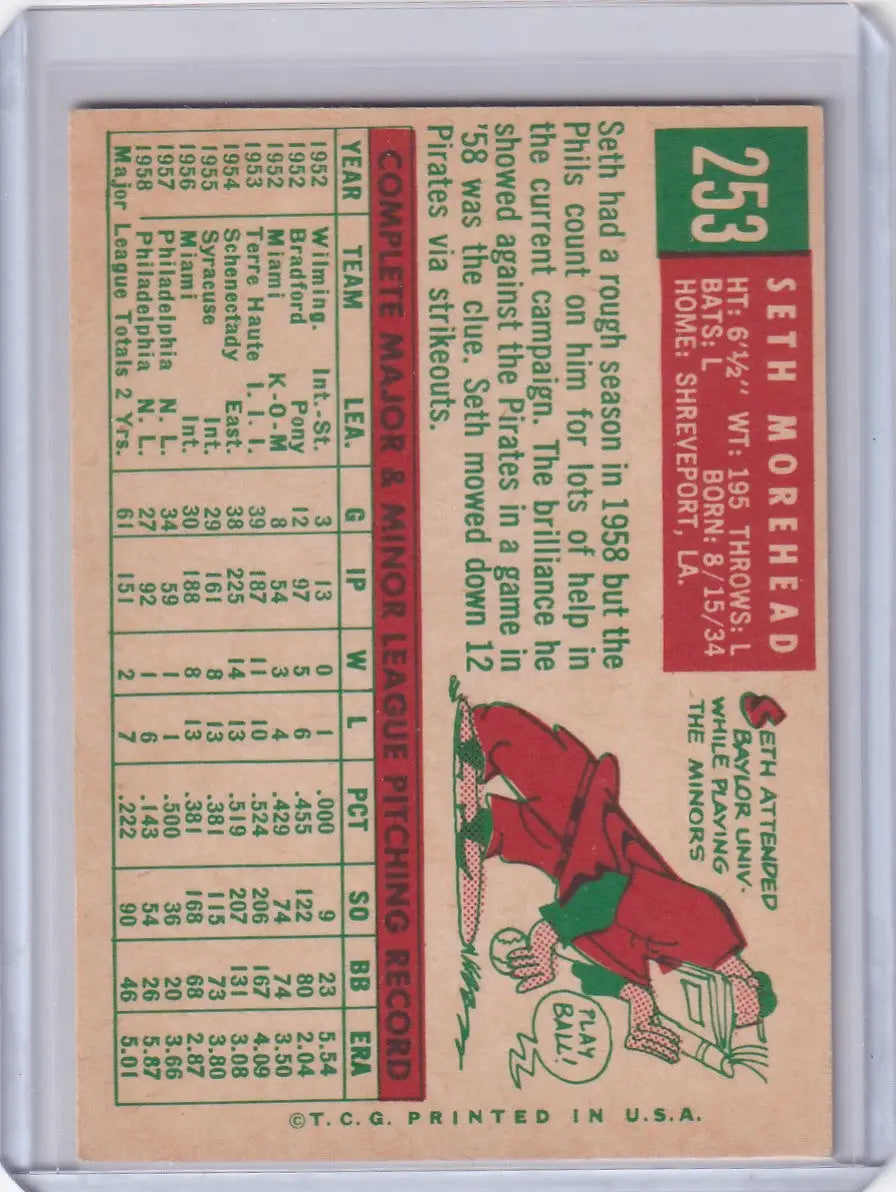 253
SETH MOREHEAD
HT: 6'½" WT: 195 THROWS: L
BATS: L BORN: 8/15/34
HOME: SHREVEPORT, LA.
Seth had a rough season in 1958 but the
Phils count on him for lots of help in
the current campaign. The brilliance he
showed against the Pirates in a game in
'58 was the clue. Seth mowed down 12
Pirates via strikeouts.
SETH ATTENDED
BAYLOR UNIV.
WHILE PLAYING
THE MINORS
PLAY
BALL!
COMPLETE MAJOR & MINOR LEAGUE PITCHING RECORD
YEAR TEAM LEA. G IP W L PCT SO BB ERA
1952 Wilming. Int.-St. 3 13 0 1 .000 9 23 5.54
1952 Bradford Pony 12 97 5 6 .455 122 80 2.04
1952 Miami K-O-M 8 54 3 4 .429 74 74 3.50
1953 Terre Haute I. I. I. 39 187 11 10 .524 206 167 4.09
1954 Schenectady East. 38 225 14 13 .519 207 131 3.08
1955 Syracuse Int. 29 161 8 13 .381 115 73 3.80
1956 Miami Int. 30 188 8 13 .381 168 68 2.87
1957 Philadelphia N. L. 34 59 1 1 .500 36 20 3.66
1958 Philadelphia N. L. 27 92 1 6 .143 54 26 5.87
Major League Totals 2 Yrs. 61 151 2 7 .222 90 46 5.01
©T. C. G. PRINTED IN U.S.A.